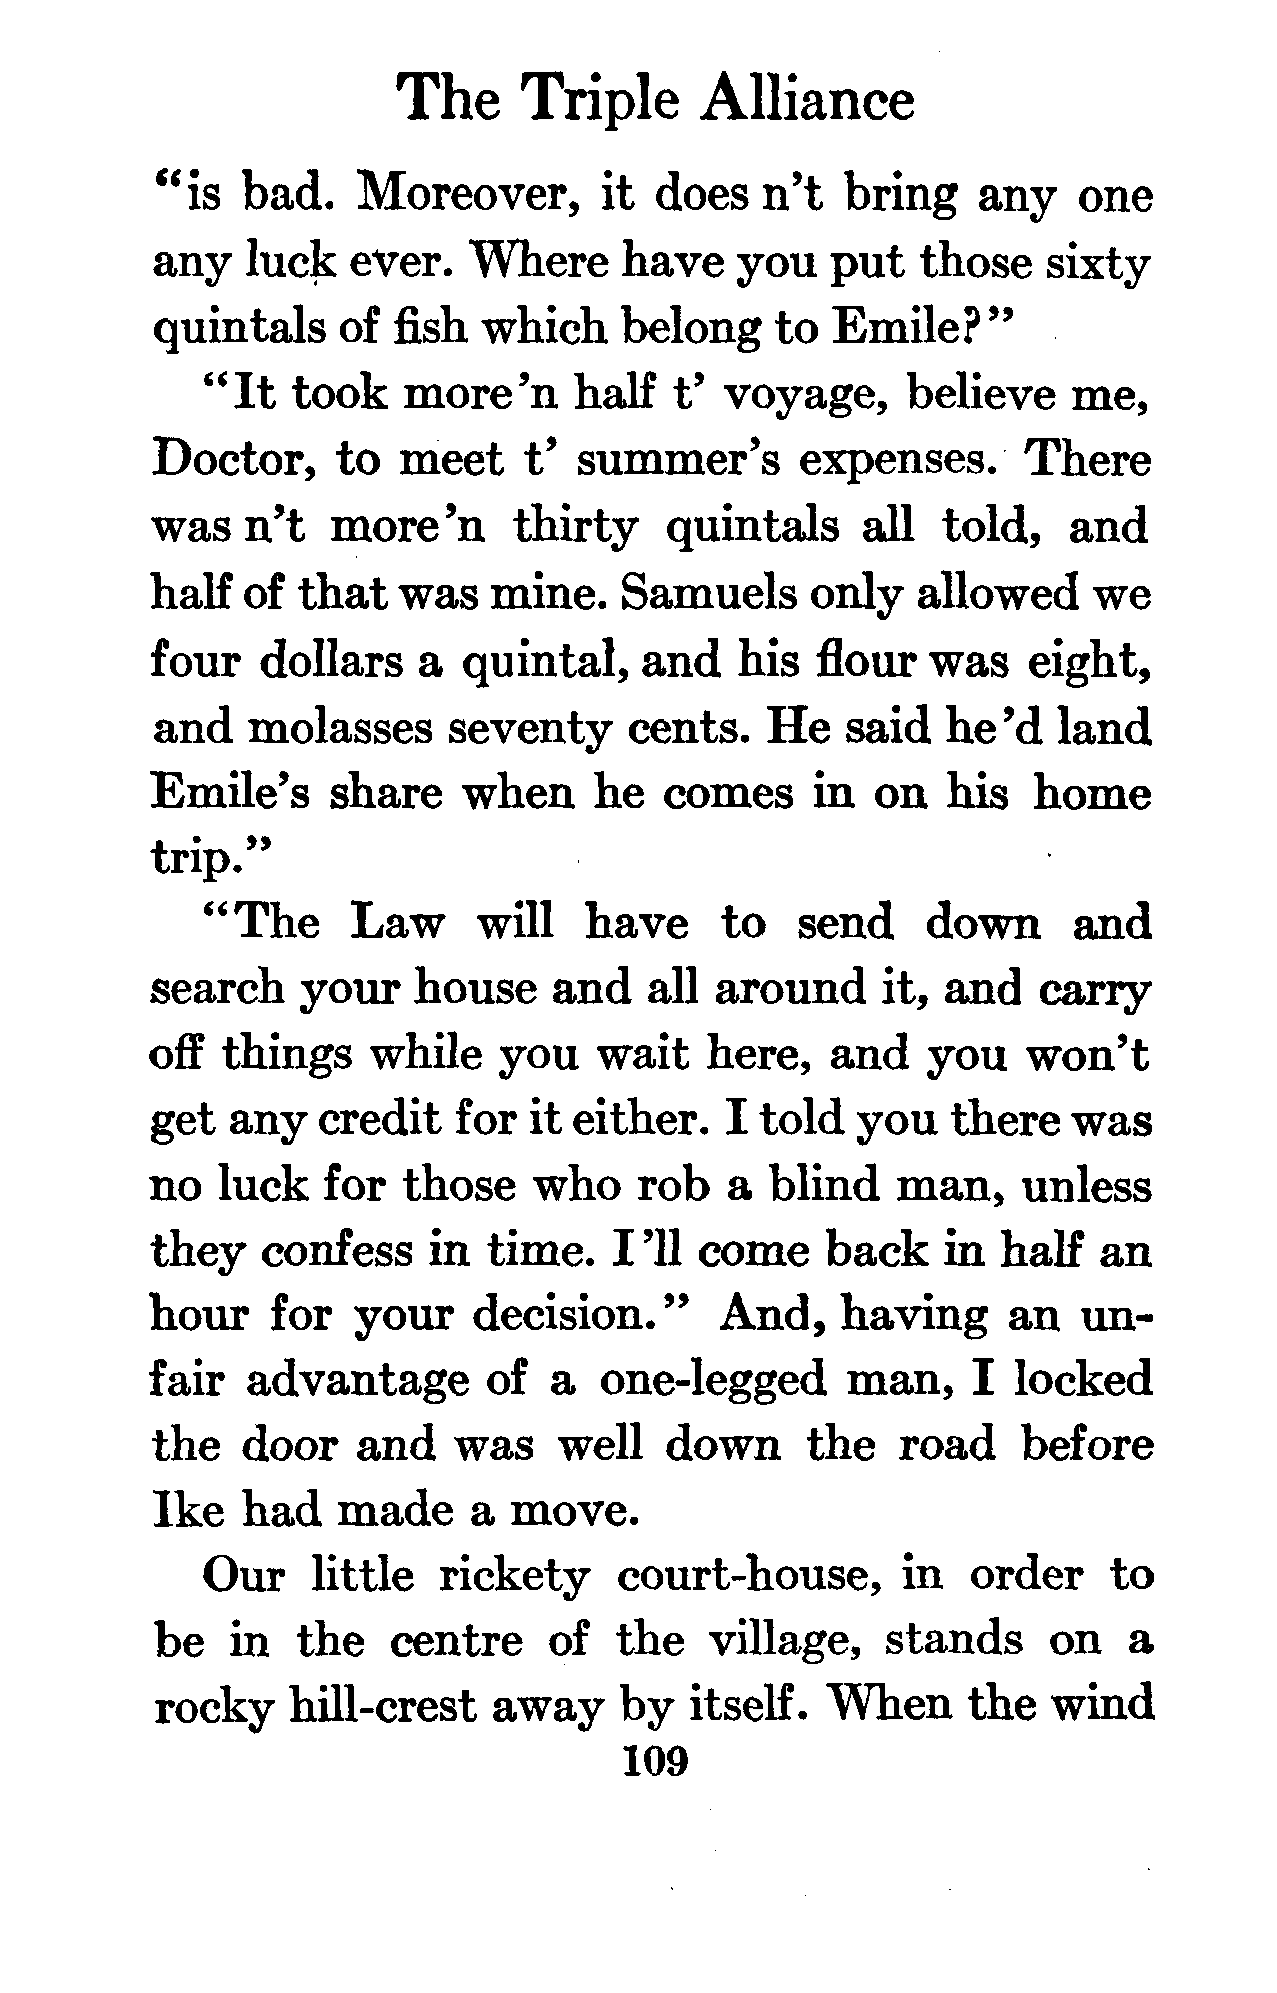 The Triple Alliance
“is bad. Moreover, it does n’t bring any one
any luck ever. Where have you put those sixty
quintals of fish which belong to Emile?”
“It took more’n half t’ voyage, believe me,
Doctor, to meet t’ summer’s expenses. There
was n’t more’n thirty quintals all told, and
half of that was mine. Samuels only allowed we
four dollars a quintal, and his flour was eight,
and molasses seventy cents. He said he’d land
Emile’s share when he comes in on his home
trip.”
“The Law will have to send down and
search your house and all around it, and carry
off things while you wait here, and you won’t
get any credit for it either. I told you there was
no luck for those who rob a blind man, unless
they confess in time. I’ll come back in half an
hour for your decision.” And, having an un-
fair advantage of a one-legged man, I locked
the door and was well down the road before
Ike had made a move.
Our little rickety court-house, in order to
be in the centre of the village, stands on a
rocky hill-crest away by itself. When the wind
109